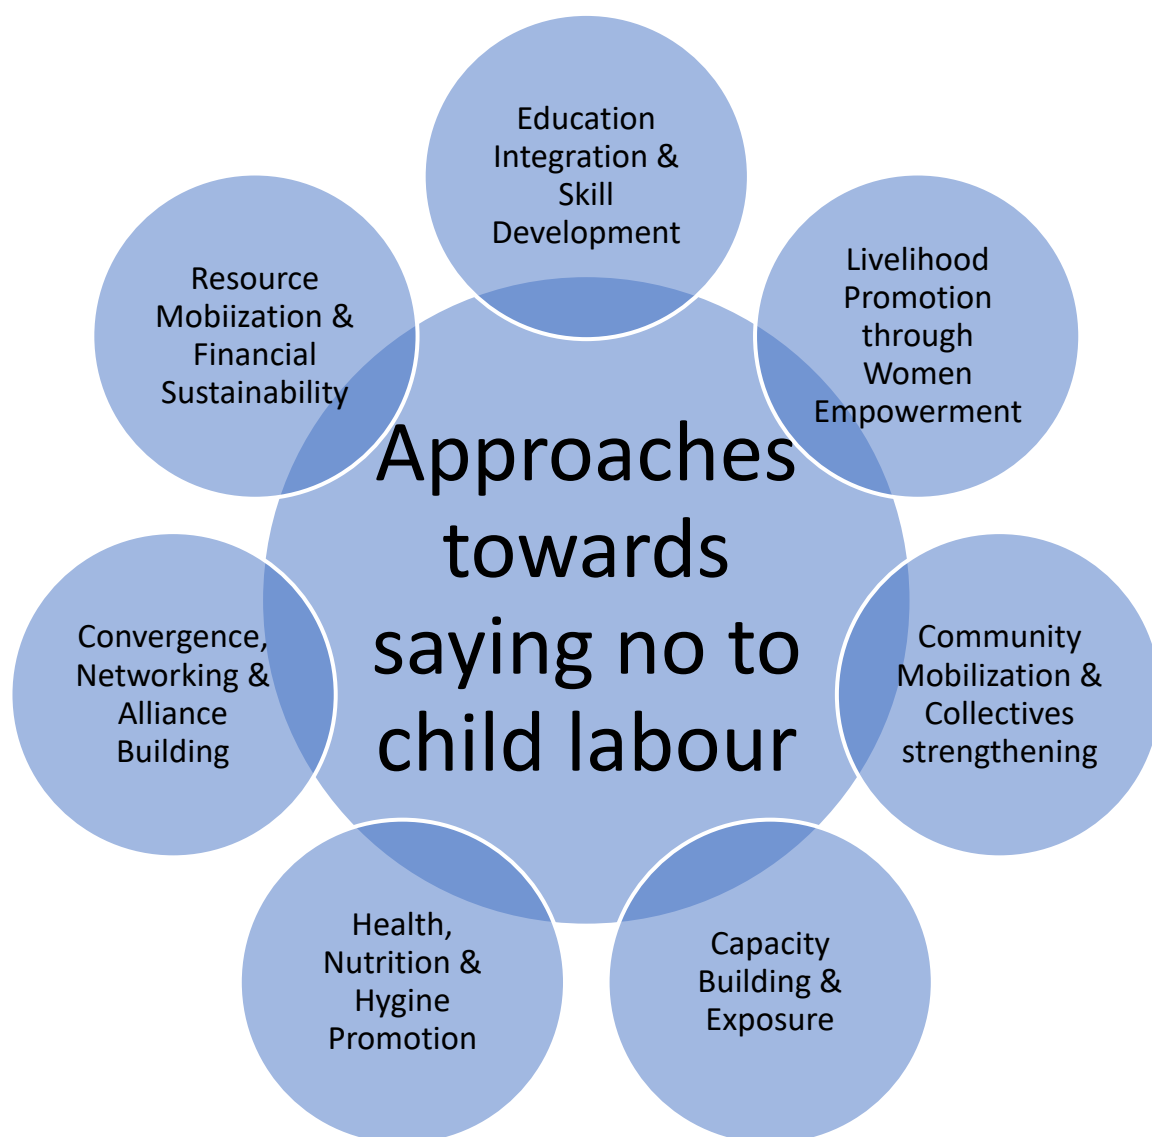 Education
Integration &
Skill
Development
Livelihood
Promotion
through
Women
Empowerment
Community
Mobilization &
Collectives
strengthening
Capacity
Building &
Exposure
Health,
Nutrition &
Hygine
Promotion
Convergence,
Networking &
Alliance
Building
Resource
Mobiization &
Financial
Sustainability
Approaches
towards
saying no to
child labour